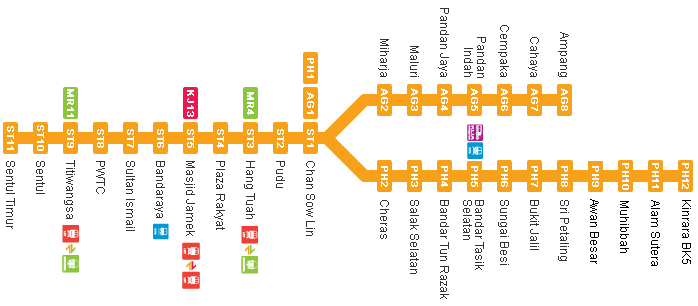 Miharja
Maluri
Pandan Jaya
Pandan
Indah
Cempaka
Cahaya
Ampang
AG2
AG3
AG4
AG5
AG6
AG7
AG8
MR11
KJ13
MR4
PH1
AG1
ST11
ST10
ST9
ST8
ST7
ST6
ST5
ST4
ST3
ST2
ST1
Sentul Timur
Sentul
Titiwangsa
PWTC
Sultan Ismail
Bandaraya
Masjid Jamek
Plaza Rakyat
Hang Tuah
Pudu
Chan Sow Lin
PH2
PH3
PH4
PH5
PH6
PH7
PH8
PH9
PH10
PH11
PH12
Cheras
Salak Selatan
Bandar Tun Razak
Bandar Tasik
Selatan
Sungai Besi
Bukit Jalil
Sri Petaling
Awan Besar
Muhibbah
Alam Sutera
Kinrara BK5